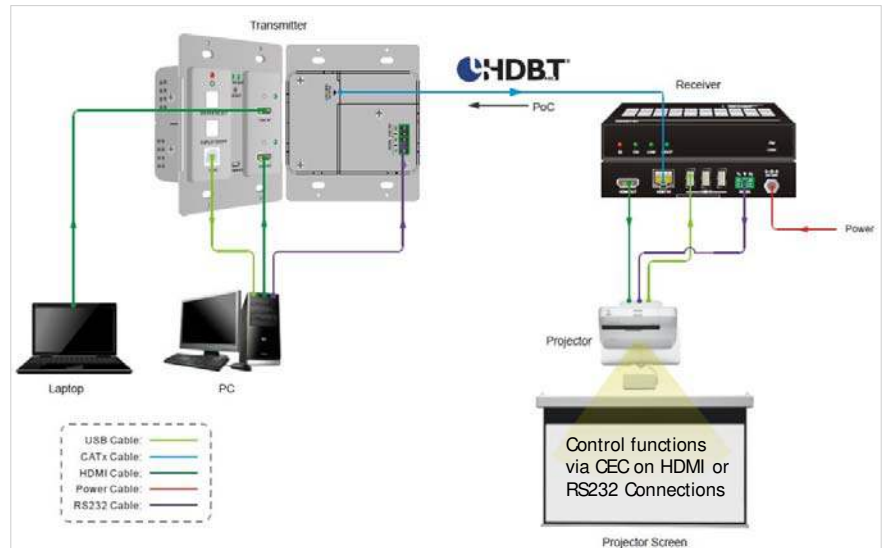 Transmitter
HDBT
Receiver
PoC
Power
Projector
Laptop
PC
USB Cable:
CATx Cable:
HDMI Cable:
Power Cable:
RS232 Cable:
Control functions
via CEC on HDMI or
RS232 Connections
Projector Screen